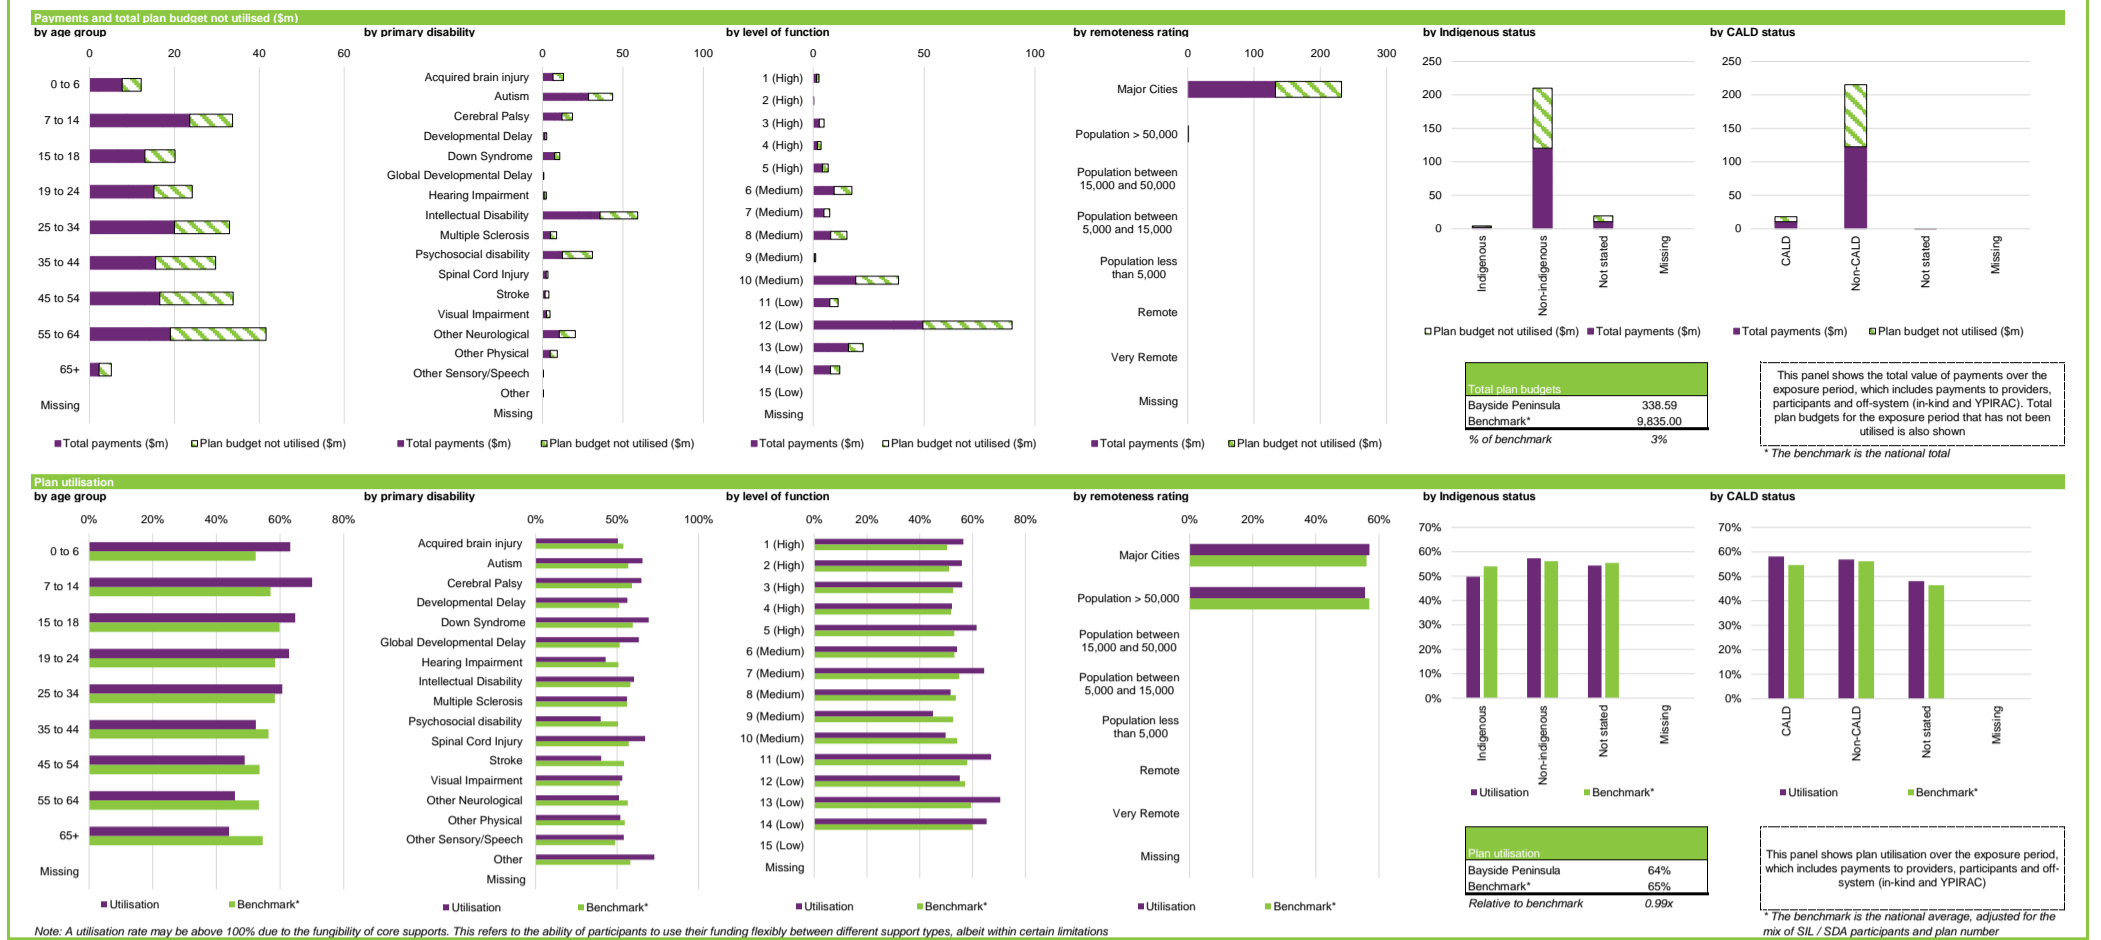 Payments and total plan budget not utilised ($m)
by age group
0 20 40 60
0 to 6
7 to 14
15 to 18
19 to 24
25 to 34
35 to 44
45 to 54
55 to 64
65+
Missing
Total payments ($m) Plan budget not utilised ($m)
by primary disability
0 50 100
Acquired brain injury
Autism
Cerebral Palsy
Developmental Delay
Down Syndrome
Global Developmental Delay
Hearing Impairment
Intellectual Disability
Multiple Sclerosis
Psychosocial disability
Spinal Cord Injury
Stroke
Visual Impairment
Other Neurological
Other Physical
Other Sensory/Speech
Other
Missing
Total payments ($m) Plan budget not utilised ($m)
by level of function
0 50 100
1 (High)
2 (High)
3 (High)
4 (High)
5 (High)
6 (Medium)
7 (Medium)
8 (Medium)
9 (Medium)
10 (Medium)
11 (Low)
12 (Low)
13 (Low)
14 (Low)
15 (Low)
Missing
Total payments ($m) Plan budget not utilised ($m)
by remoteness rating
0 100 200 300
Major Cities
Population > 50,000
Population between
15,000 and 50,000
Population between
5,000 and 15,000
Population less
than 5,000
Remote
Very Remote
Missing
Total payments ($m) Plan budget not utilised ($m)
by Indigenous status
250
200
150
100
50
0
Indigenous
Non-indigenous
Not stated
Missing
Plan budget not utilised ($m) Total payments ($m)
by CALD status
250
200
150
100
50
0
CALD
Non-CALD
Not stated
Missing
Total payments ($m) Plan budget not utilised ($m)
Total plan budgets
Bayside Peninsula 338.59
Benchmark* 9,835.00
% of benchmark 3%
This panel shows the total value of payments over the
exposure period, which includes payments to providers,
participants and off-system (in-kind and YPIRAC). Total
plan budgets for the exposure period that has not been
utilised is also shown
* The benchmark is the national total
Plan utilisation
by age group
0% 20% 40% 60% 80%
0 to 6
7 to 14
15 to 18
19 to 24
25 to 34
35 to 44
45 to 54
55 to 64
65+
Missing
Utilisation Benchmark*
by primary disability
0% 50% 100%
Acquired brain injury
Autism
Cerebral Palsy
Developmental Delay
Down Syndrome
Global Developmental Delay
Hearing Impairment
Intellectual Disability
Multiple Sclerosis
Psychosocial disability
Spinal Cord Injury
Stroke
Visual Impairment
Other Neurological
Other Physical
Other Sensory/Speech
Other
Missing
Utilisation Benchmark*
by level of function
0% 20% 40% 60% 80%
1 (High)
2 (High)
3 (High)
4 (High)
5 (High)
6 (Medium)
7 (Medium)
8 (Medium)
9 (Medium)
10 (Medium)
11 (Low)
12 (Low)
13 (Low)
14 (Low)
15 (Low)
Missing
Utilisation Benchmark*
by remoteness rating
0% 20% 40% 60%
Major Cities
Population > 50,000
Population between
15,000 and 50,000
Population between
5,000 and 15,000
Population less
than 5,000
Remote
Very Remote
Missing
Utilisation Benchmark*
by Indigenous status
70%
60%
50%
40%
30%
20%
10%
0%
Indigenous
Non-indigenous
Not stated
Missing
Utilisation Benchmark*
by CALD status
70%
60%
50%
40%
30%
20%
10%
0%
CALD
Non-CALD
Not stated
Missing
Utilisation Benchmark*
Plan utilisation
Bayside Peninsula 64%
Benchmark* 65%
Relative to benchmark 0.99x
This panel shows plan utilisation over the exposure period,
which includes payments to providers, participants and off-
system (in-kind and YPIRAC)
* The benchmark is the national average, adjusted for the
mix of SIL / SDA participants and plan number
Note: A utilisation rate may be above 100% due to the fungibility of core supports. This refers to the ability of participants to use their funding flexibly between different support types, albeit within certain limitations